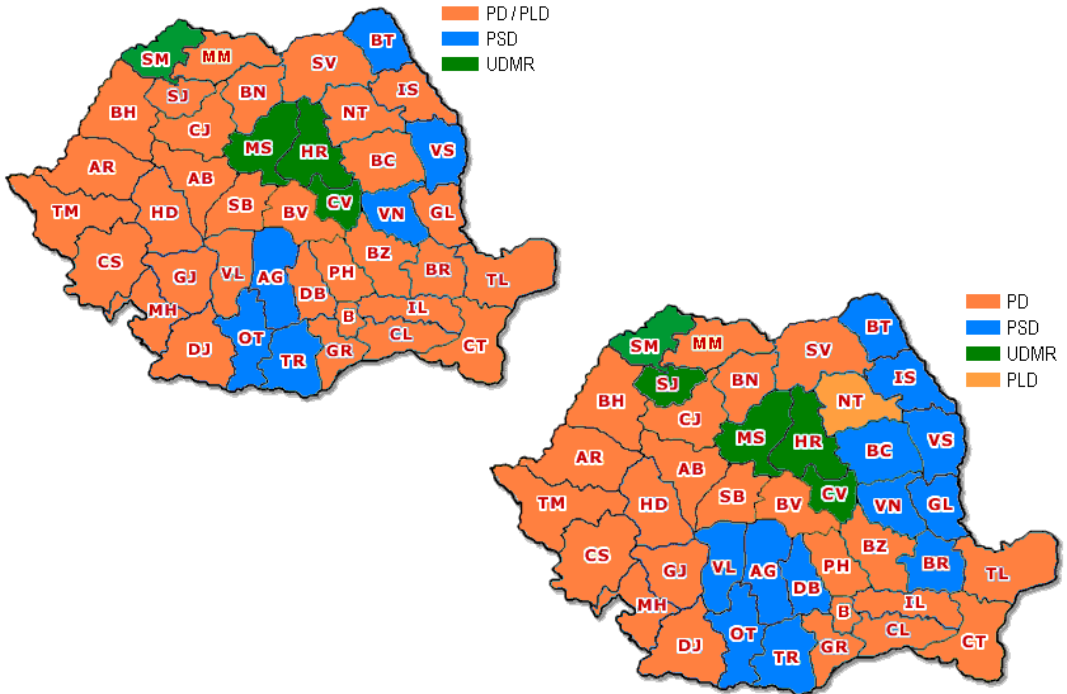 PD / PLD
PSD
UDMR
BT
SM
MM
SV
IS
BN
SJ
BH
NT
CJ
MS
HR
BC
VS
AR
AB
SB
BV
CV
VN
GL
TM
HD
CS
GJ
VL
AG
PH
BZ
BR
TL
DB
MH
B
IL
OT
TR
GR
CL
CT
DJ
PD
PSD
UDMR
PLD
BT
SM
MM
SV
IS
BN
SJ
BH
NT
CJ
MS
HR
BC
VS
AR
AB
SB
BV
CV
VN
GL
TM
HD
CS
GJ
VL
AG
PH
BZ
BR
TL
DB
MH
B
IL
OT
TR
GR
CL
CT
DJ